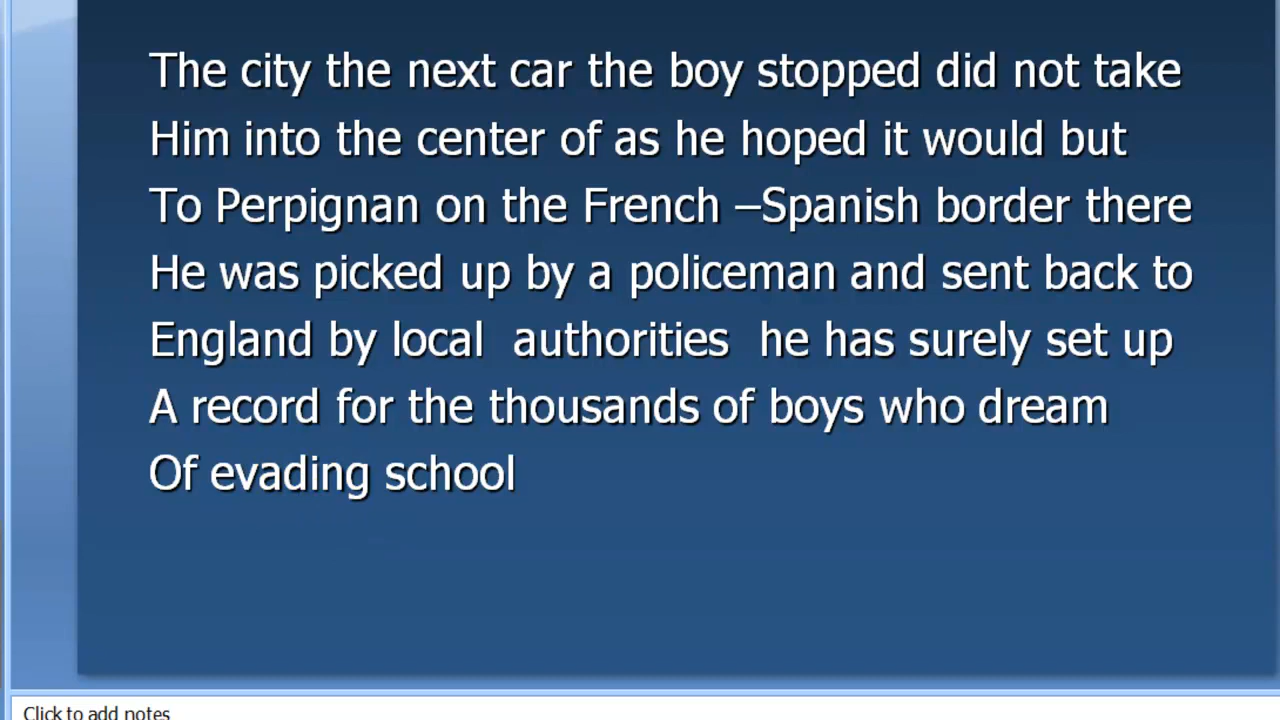 The city the next car the boy stopped did not take
Him into the center of as he hoped it would but
To Perpignan on the French –Spanish border there
He was picked up by a policeman and sent back to
England by local  authorities  he has surely set up
A record for the thousands of boys who dream
Of evading school
Click to add notes